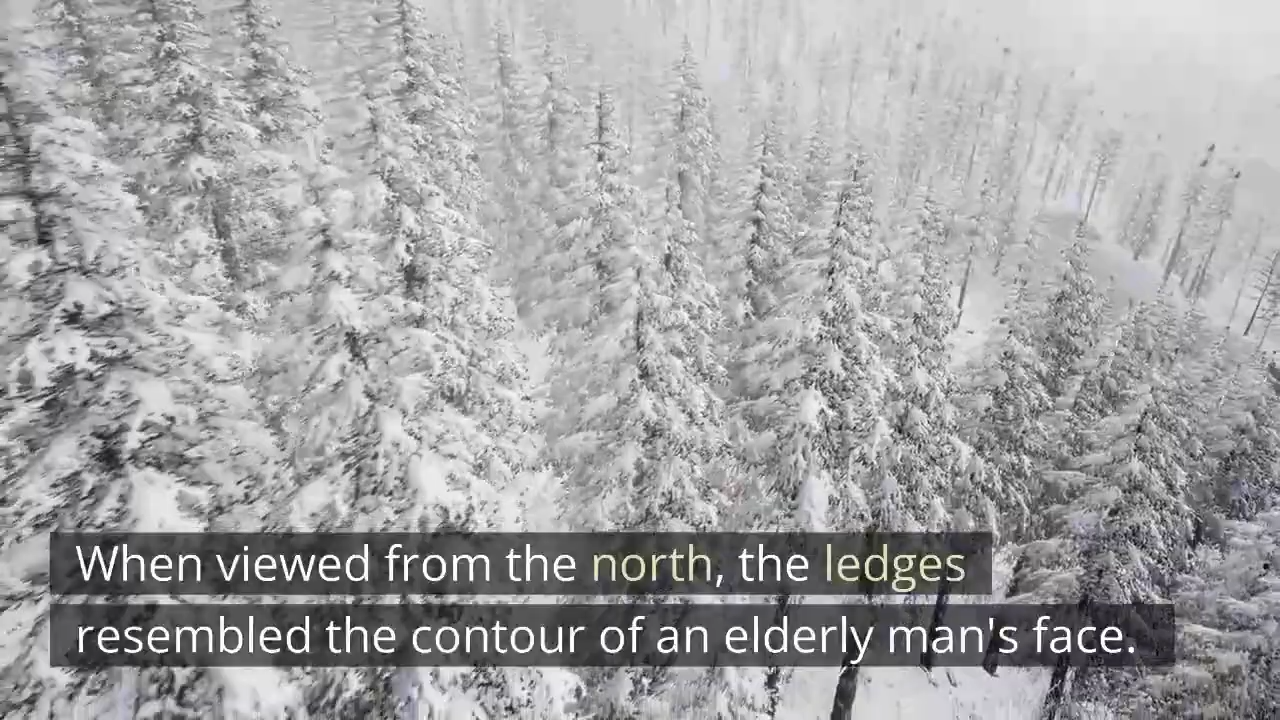 When viewed from the north, the ledges
resembled the contour of an elderly man's face.